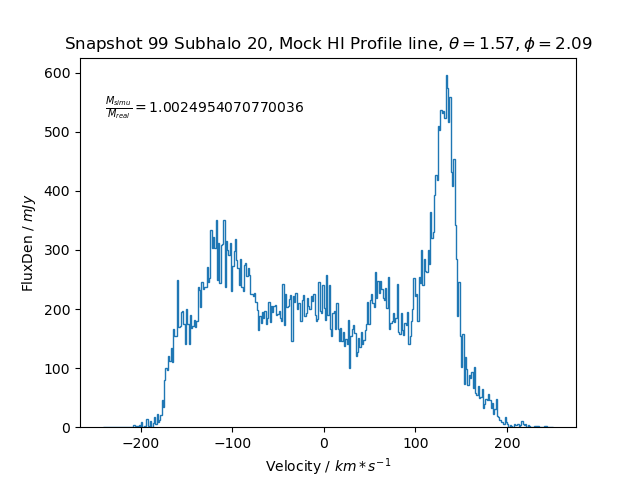 Snapshot 99 Subhalo 20, Mock HI Profile line, θ = 1.57, ϕ = 2.09
600
M_simu/M_real = 1.0024954070770036
500
400
300
200
100
0
FluxDen / mJy
−200 −100 0 100 200
Velocity / km * s⁻¹